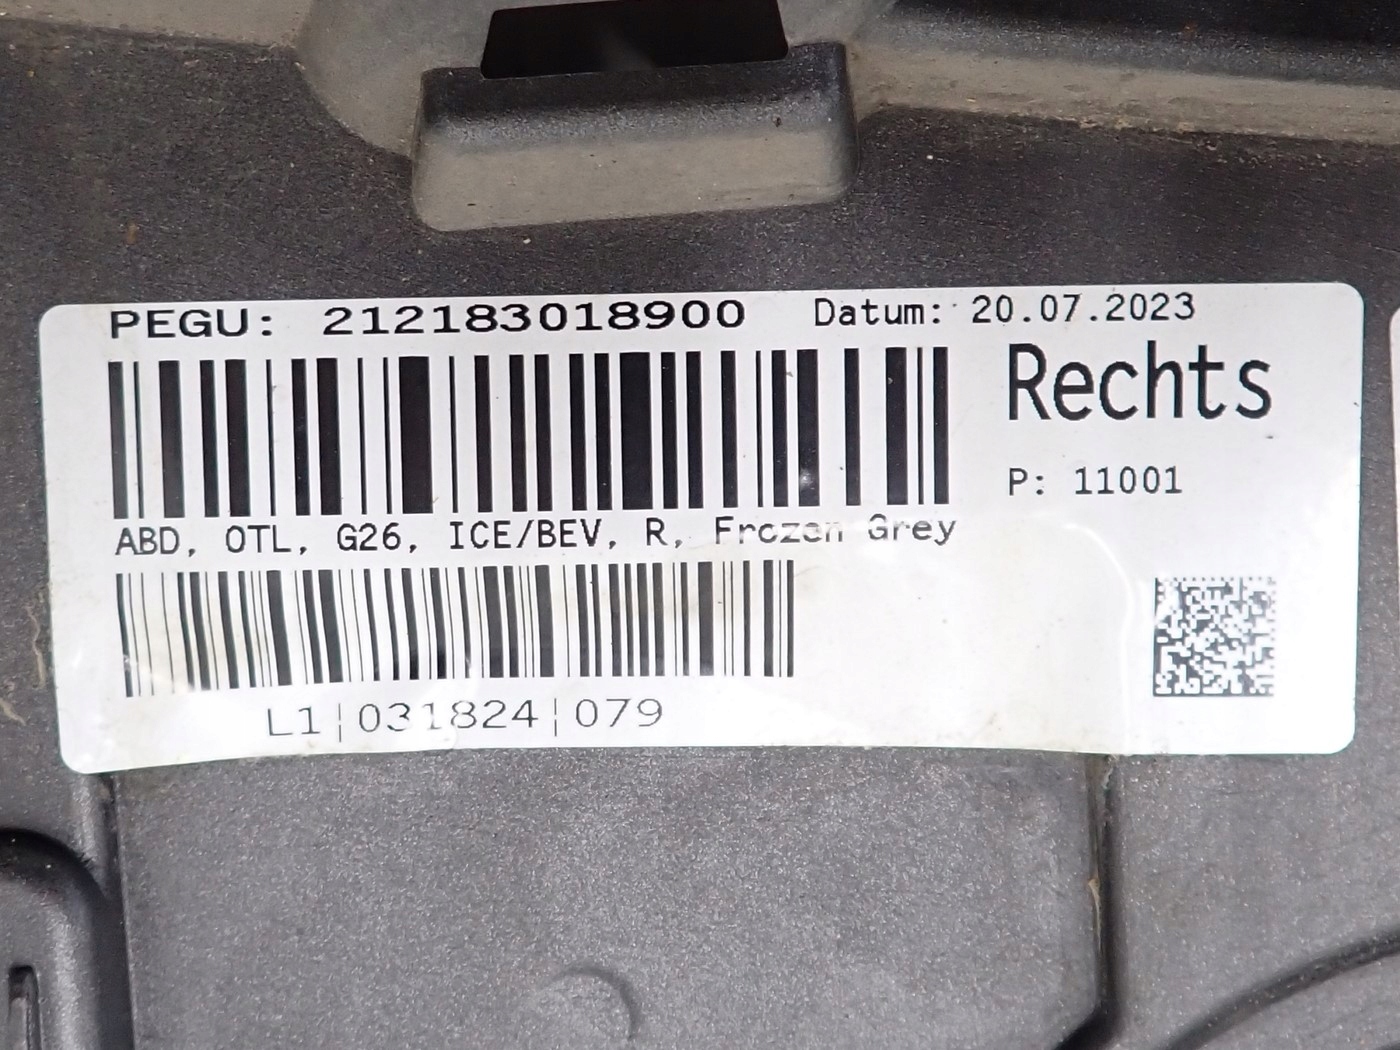 PEGU: 212183018900 Datum: 20.07.2023
Rechts
P: 11001
ABD, OTL, G26, ICE/BEV, R, Frozen Grey
L1|031824|079